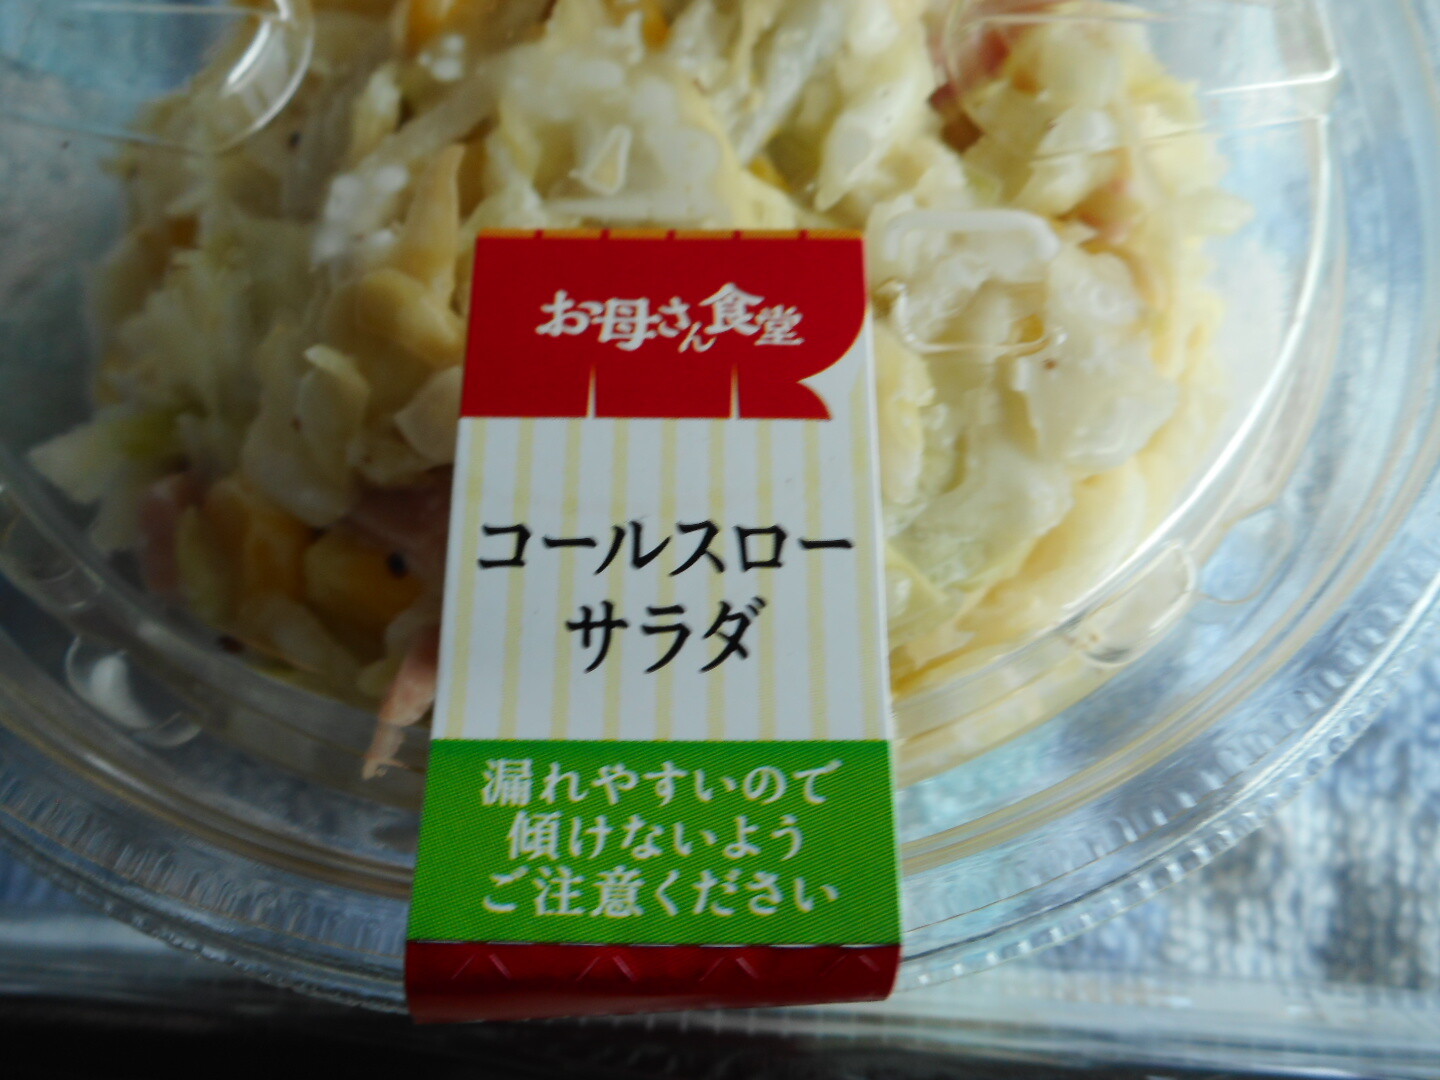 お母さん食堂
コールスロー
サラダ
漏れやすいので
傾けないよう
ご注意ください